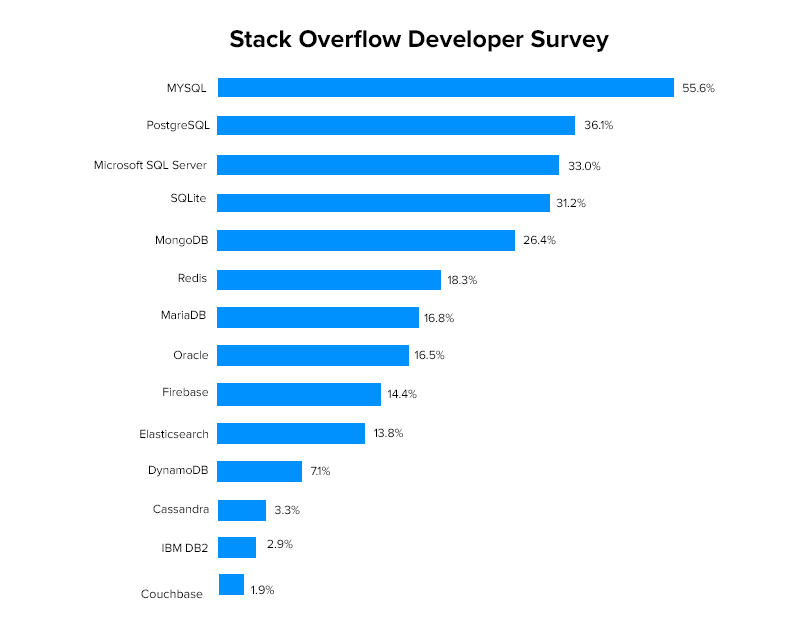 Stack Overflow Developer Survey
MYSQL 55.6%
PostgreSQL 36.1%
Microsoft SQL Server 33.0%
SQLite 31.2%
MongoDB 26.4%
Redis 18.3%
MariaDB 16.8%
Oracle 16.5%
Firebase 14.4%
Elasticsearch 13.8%
DynamoDB 7.1%
Cassandra 3.3%
IBM DB2 2.9%
Couchbase 1.9%